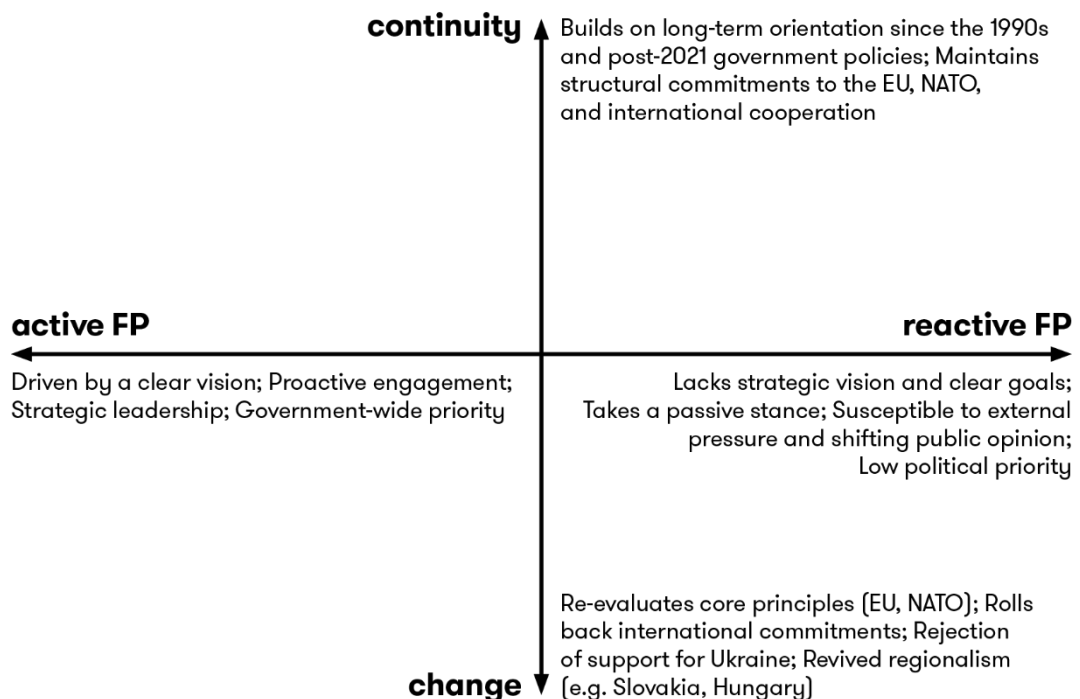 continuity
Builds on long-term orientation since the 1990s
and post-2021 government policies; Maintains
structural commitments to the EU, NATO,
and international cooperation
active FP
Driven by a clear vision; Proactive engagement;
Strategic leadership; Government-wide priority
reactive FP
Lacks strategic vision and clear goals;
Takes a passive stance; Susceptible to external
pressure and shifting public opinion;
Low political priority
change
Re-evaluates core principles (EU, NATO); Rolls
back international commitments; Rejection
of support for Ukraine; Revived regionalism
(e.g. Slovakia, Hungary)